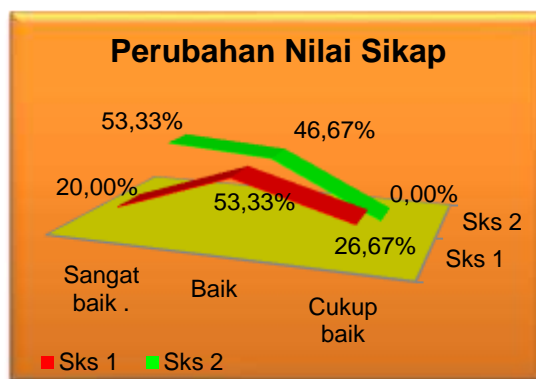 Perubahan Nilai Sikap
53,33%
46,67%
20,00%
53,33%
0,00%
26,67%
Sks 2
Sks 1
Sangat
baik .
Baik
Cukup
baik
Sks 1
Sks 2